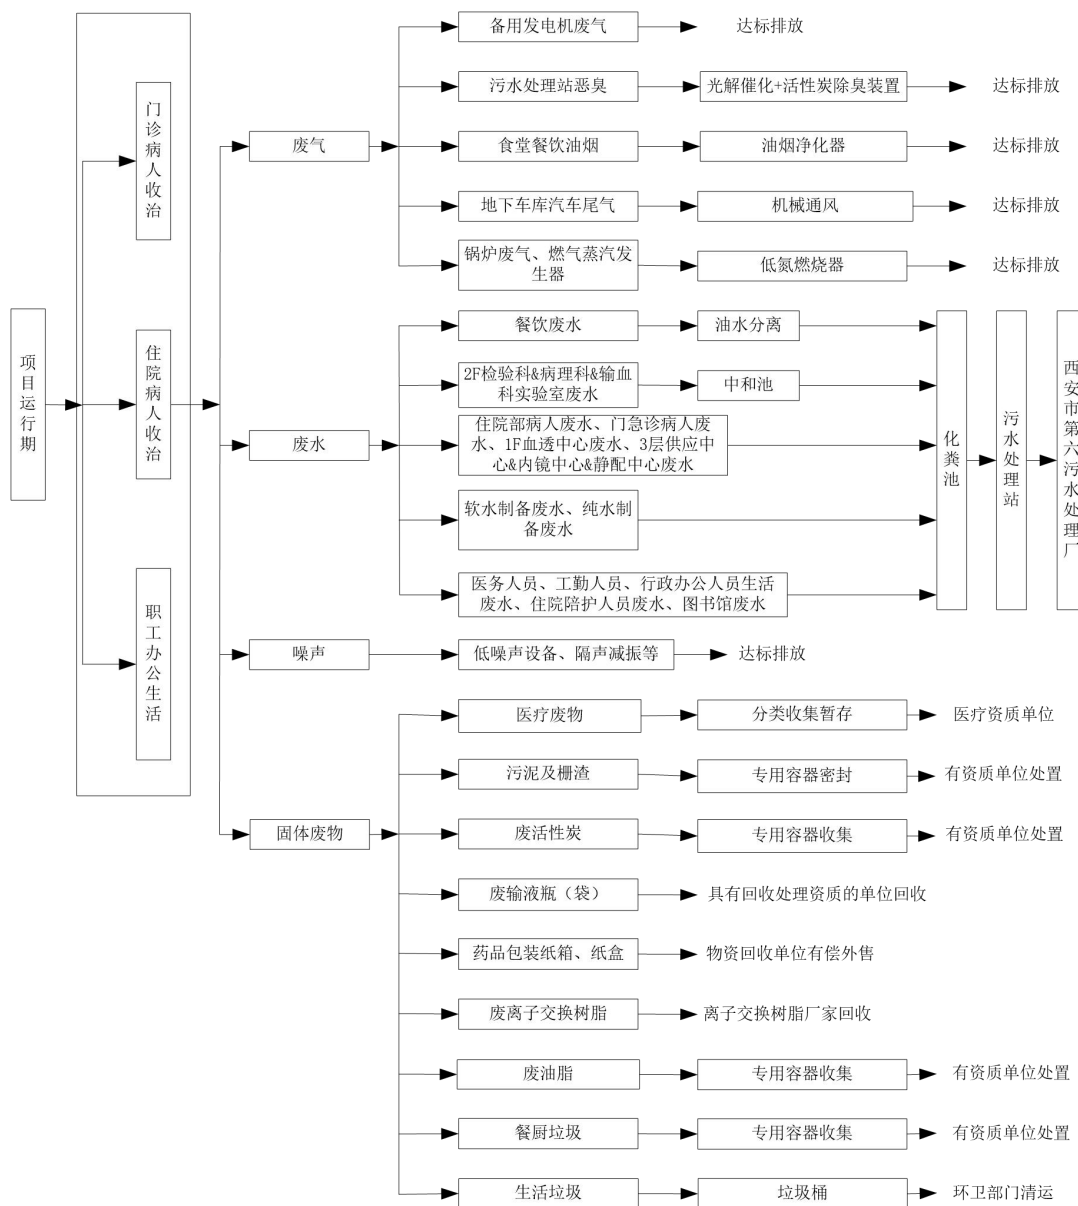 项目运行期
门诊病人收治
住院病人收治
职工办公生活
废气
备用发电机废气
达标排放
污水处理站恶臭
光解催化+活性炭除臭装置
达标排放
食堂餐饮油烟
油烟净化器
达标排放
地下车库汽车尾气
机械通风
达标排放
锅炉废气、燃气蒸汽发
生器
低氮燃烧器
达标排放
废水
餐饮废水
油水分离
2F检验科&病理科&输血
科实验室废水
中和池
住院部病人废水、门急诊病人废
水、1F血透中心废水、3层供应中
心&内镜中心&静配中心废水
软水制备废水、纯水制
备废水
医务人员、工勤人员、行政办公人员生活
废水、住院陪护人员废水、图书馆废水
化粪池
污水处理站
西安市第六污水处理厂
噪声
低噪声设备、隔声减振等
达标排放
固体废物
医疗废物
分类收集暂存
医疗资质单位
污泥及栅渣
专用容器密封
有资质单位处置
废活性炭
专用容器收集
有资质单位处置
废输液瓶（袋）
具有回收处理资质的单位回收
药品包装纸箱、纸盒
物资回收单位有偿外售
废离子交换树脂
离子交换树脂厂家回收
废油脂
专用容器收集
有资质单位处置
餐厨垃圾
专用容器收集
有资质单位处置
生活垃圾
垃圾桶
环卫部门清运